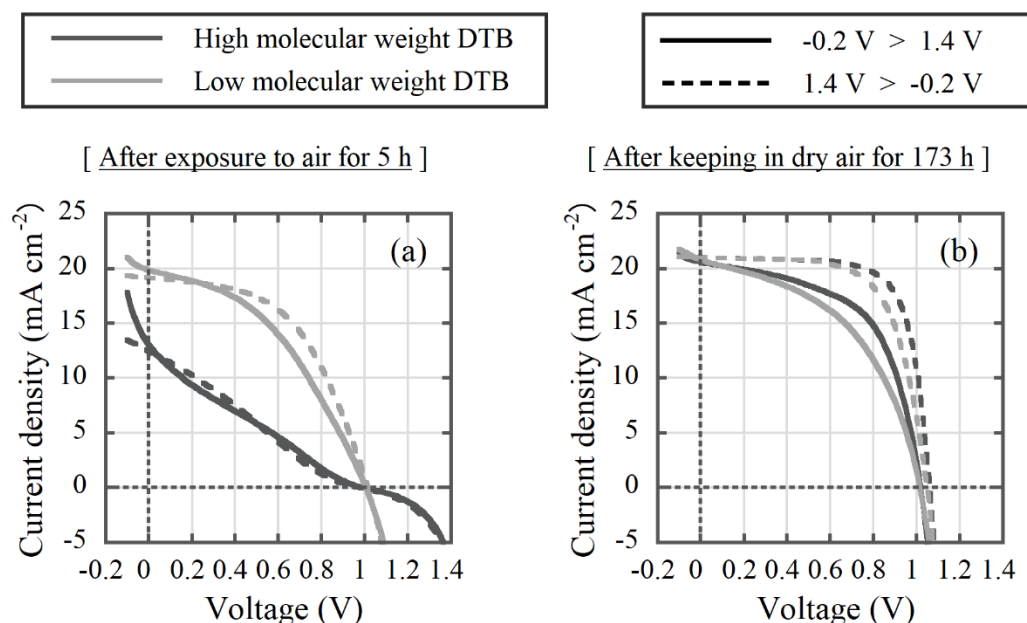 High molecular weight DTB
Low molecular weight DTB
-0.2 V > 1.4 V
1.4 V > -0.2 V
[ After exposure to air for 5 h ]
[ After keeping in dry air for 173 h ]
(a)
Current density (mA cm-2)
25
20
15
10
5
0
-5
-0.2 0 0.2 0.4 0.6 0.8 1 1.2 1.4
Voltage (V)
(b)
Current density (mA cm-2)
25
20
15
10
5
0
-5
-0.2 0 0.2 0.4 0.6 0.8 1 1.2 1.4
Voltage (V)